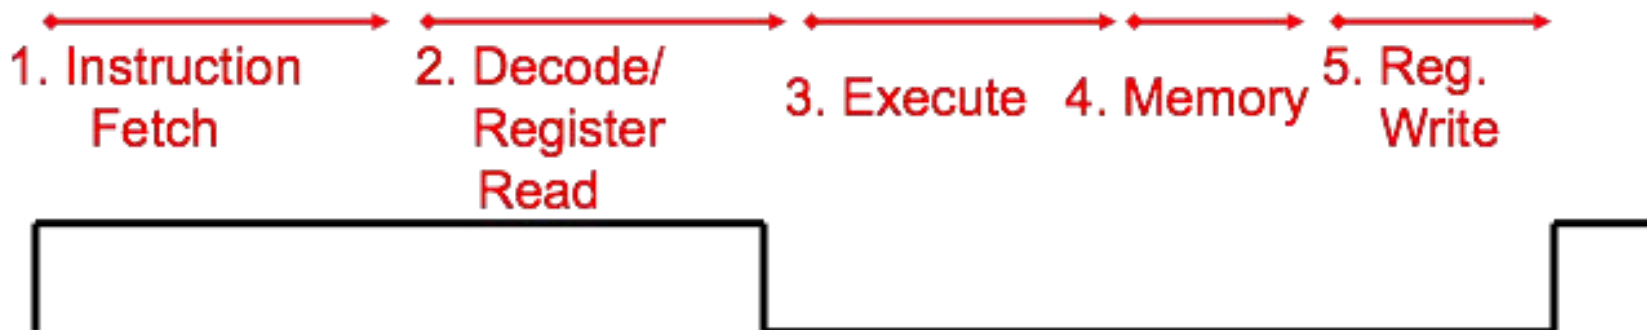 1. Instruction
Fetch
2. Decode/
Register
Read
3. Execute
4. Memory
5. Reg.
Write